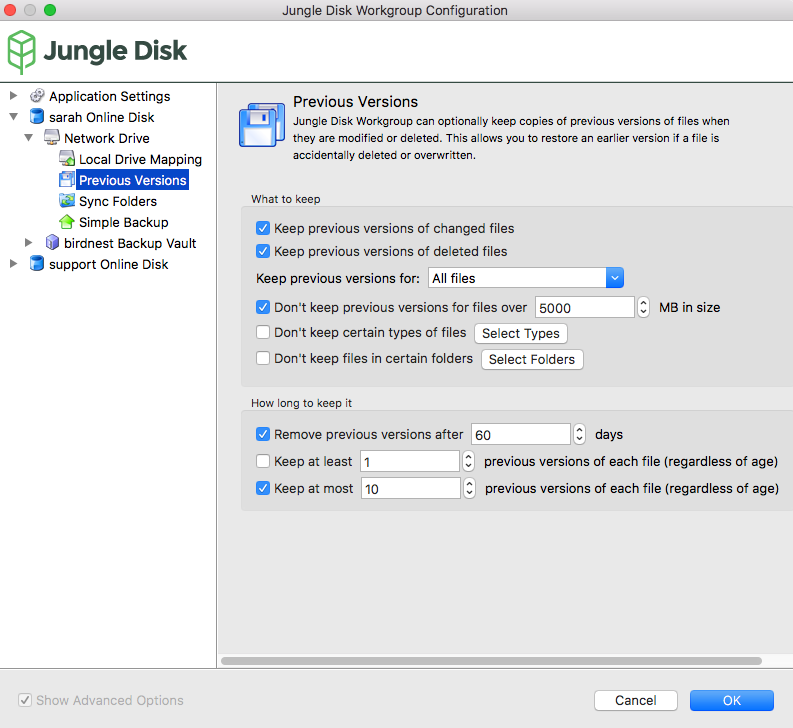 Jungle Disk Workgroup Configuration
Jungle Disk
Application Settings
sarah Online Disk
Network Drive
Local Drive Mapping
Previous Versions
Sync Folders
Simple Backup
birdnest Backup Vault
support Online Disk
Previous Versions
Jungle Disk Workgroup can optionally keep copies of previous versions of files when
they are modified or deleted. This allows you to restore an earlier version if a file is
accidentally deleted or overwritten.
What to keep
Keep previous versions of changed files
Keep previous versions of deleted files
Keep previous versions for: All files
Don't keep previous versions for files over 5000 MB in size
Don't keep certain types of files Select Types
Don't keep files in certain folders Select Folders
How long to keep it
Remove previous versions after 60 days
Keep at least 1 previous versions of each file (regardless of age)
Keep at most 10 previous versions of each file (regardless of age)
Show Advanced Options
Cancel OK